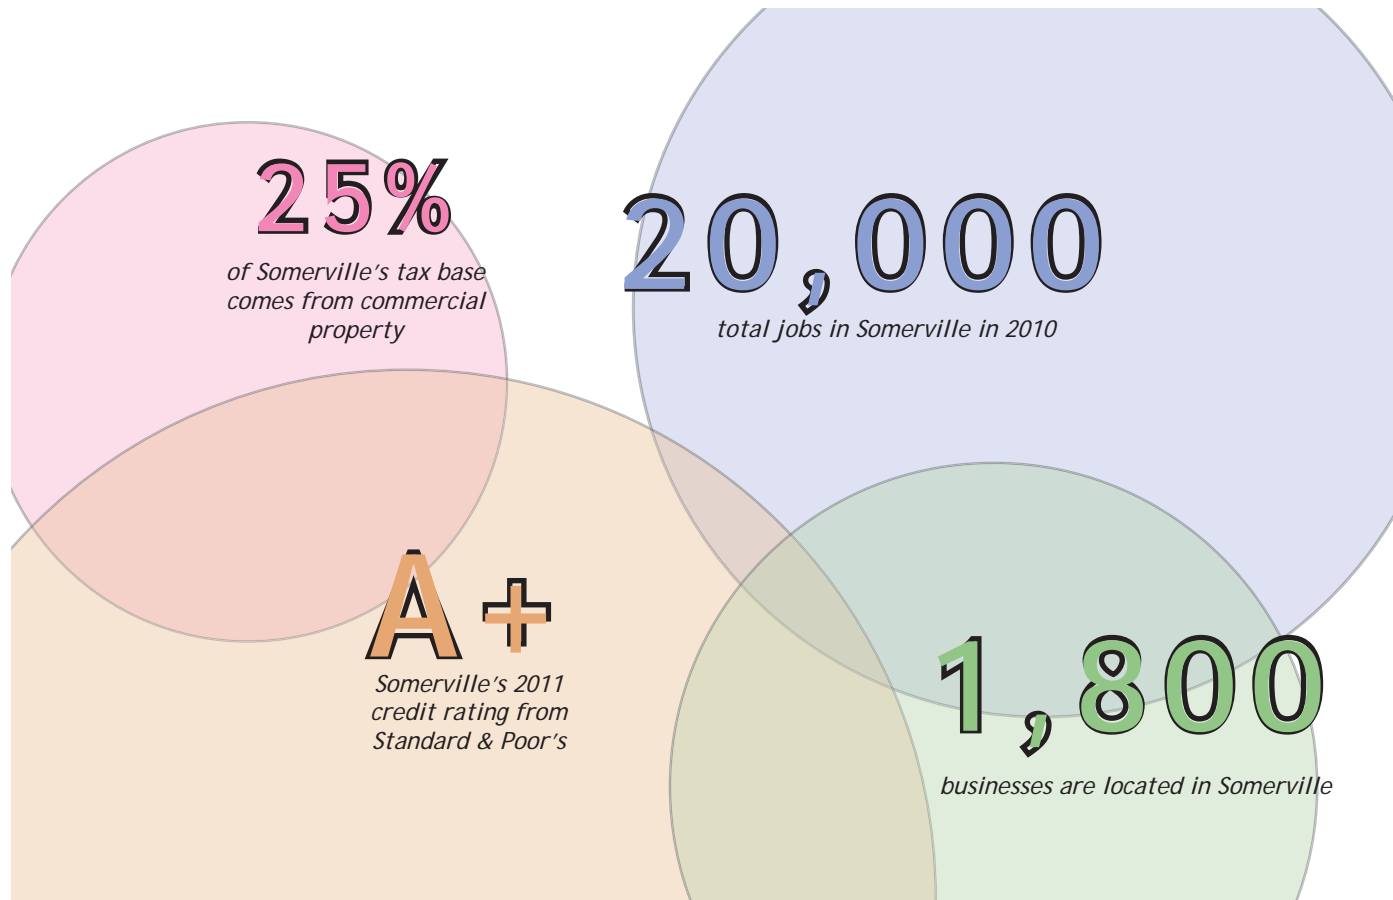 25%
of Somerville's tax base
comes from commercial
property
20,000
total jobs in Somerville in 2010
A+
Somerville's 2011
credit rating from
Standard & Poor's
1,800
businesses are located in Somerville